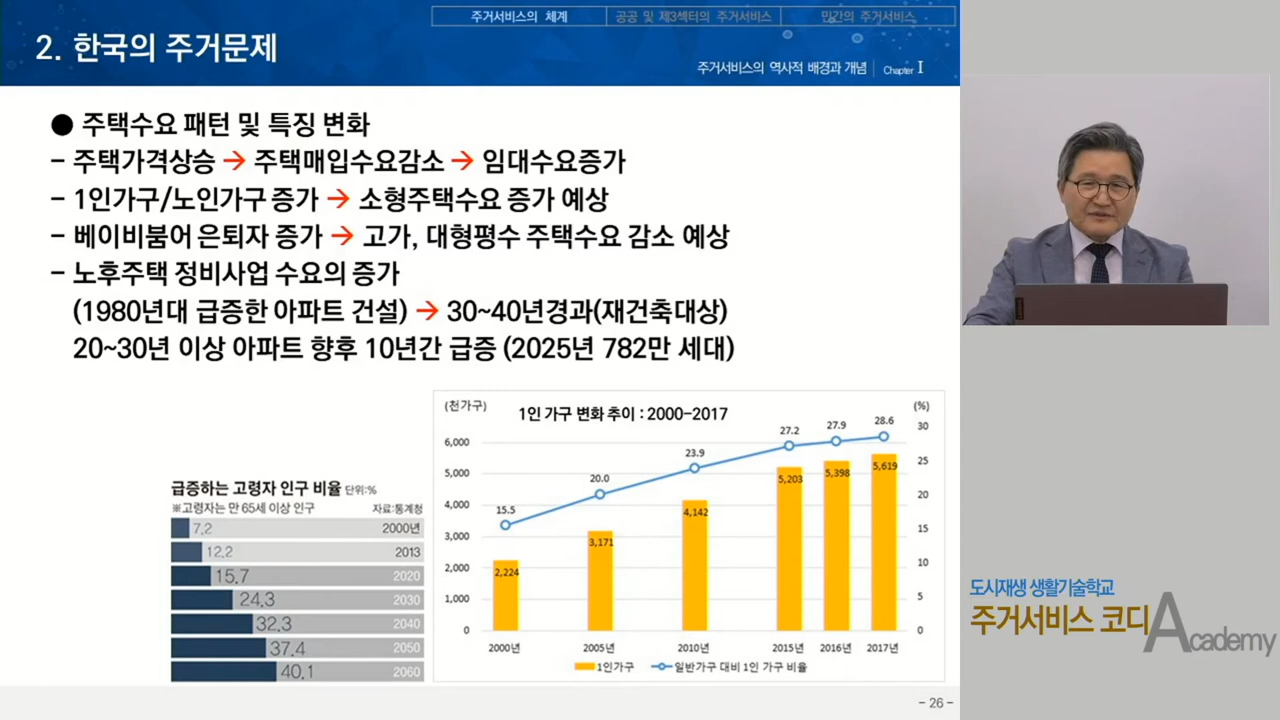 주거서비스의 체계
공공 및 제3섹터의 주거서비스
민간의 주거서비스
2. 한국의 주거문제
주거서비스의 역사적 배경과 개념 | Chapter I
● 주택수요 패턴 및 특징 변화
- 주택가격상승 → 주택매입수요감소 → 임대수요증가
- 1인가구/노인가구 증가 → 소형주택수요 증가 예상
- 베이비붐어 은퇴자 증가 → 고가, 대형평수 주택수요 감소 예상
- 노후주택 정비사업 수요의 증가
(1980년대 급증한 아파트 건설) → 30~40년경과(재건축대상)
20~30년 이상 아파트 향후 10년간 급증 (2025년 782만 세대)
급증하는 고령자 인구 비율 단위:%
※고령자는 만 65세 이상 인구 자료:통계청
7.2 2000년
12.2 2013
15.7 2020
24.3 2030
32.3 2040
37.4 2050
40.1 2060
(천가구) 1인 가구 변화 추이 : 2000-2017 (%)
6,000
5,000
4,000
3,000
2,000
1,000
0
15.5
20.0
23.9
27.2
27.9
28.6
2,224
3,171
4,142
5,203
5,398
5,619
30
25
20
15
10
5
0
2000년 2005년 2010년 2015년 2016년 2017년
1인가구 일반가구 대비 1인 가구 비율
- 26 -
도시재생 생활기술학교
주거서비스 코디 Academy